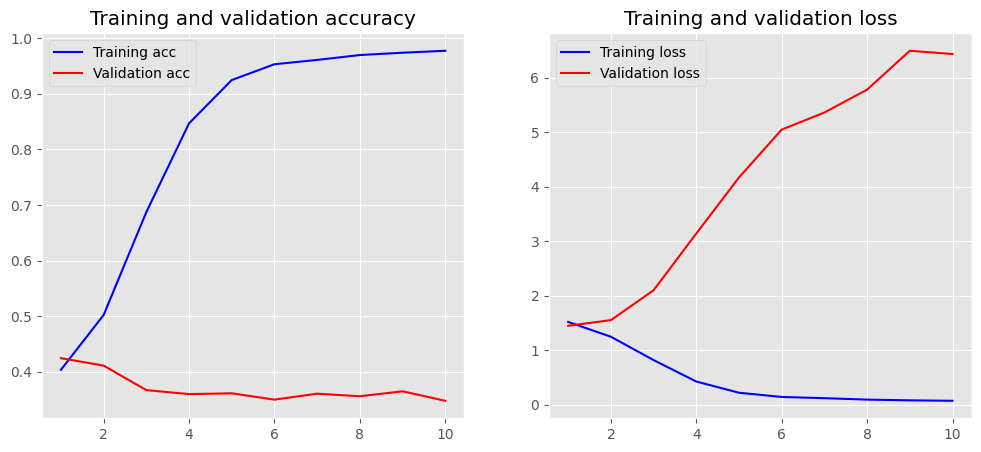 Training and validation accuracy
Training acc
Validation acc
1.0
0.9
0.8
0.7
0.6
0.5
0.4
2 4 6 8 10
Training and validation loss
Training loss
Validation loss
6
5
4
3
2
1
0
2 4 6 8 10